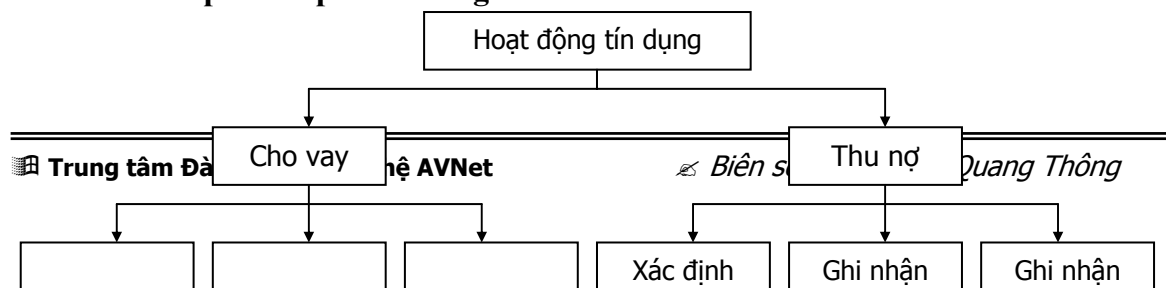 Hoạt động tín dụng
Cho vay
Thu nợ
Trung tâm
AVNet
Biên
Quang Thông
Xác định
Ghi nhận
Ghi nhận